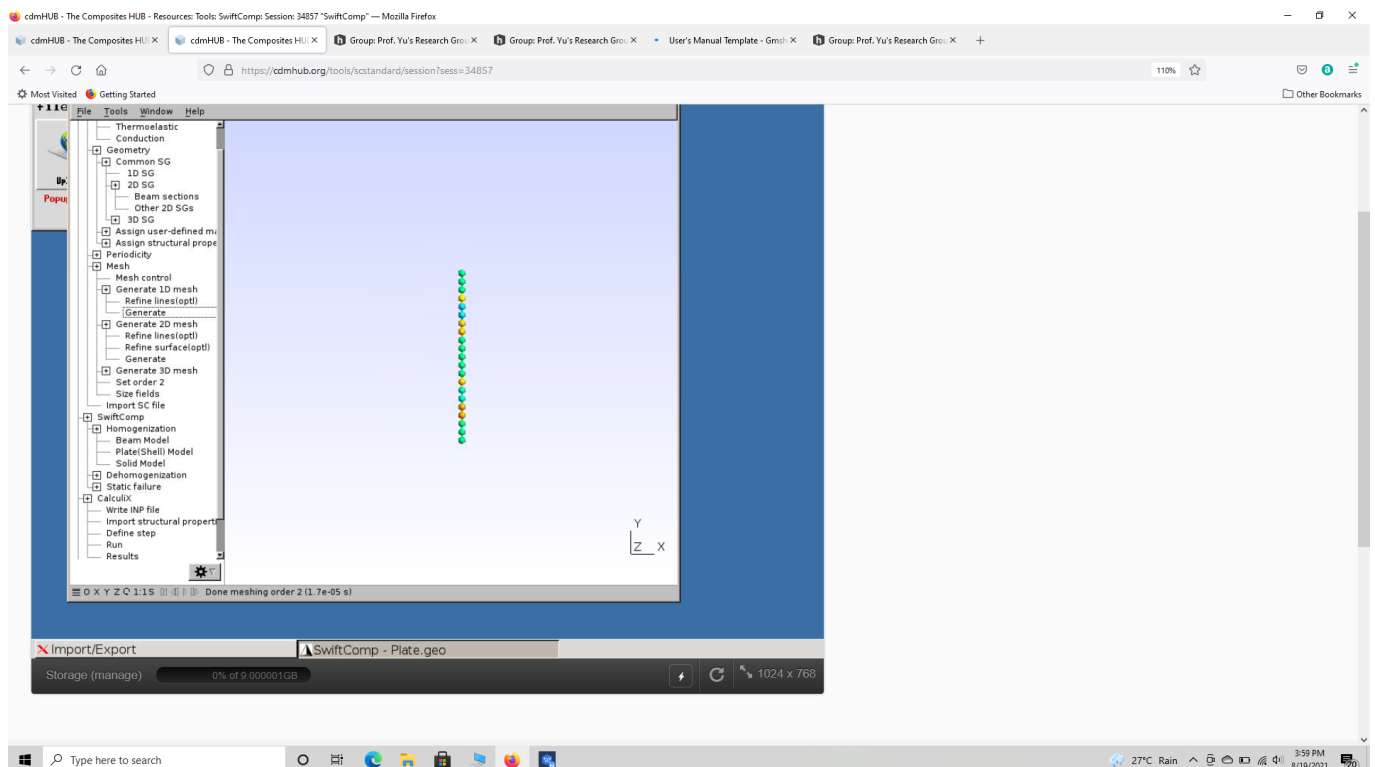 cdmHUB - The Composites HUB - Resources: Tools: SwiftComp: Session: 34857 "SwiftComp" — Mozilla Firefox
cdmHUB - The Composites HUI
cdmHUB - The Composites HUI
Group: Prof. Yu's Research Grou
Group: Prof. Yu's Research Grou
User's Manual Template - Gmsh
Group: Prof. Yu's Research Grou
https://cdmhub.org/tools/scstandard/session?sess=34857
110%
Most Visited
Getting Started
Other Bookmarks
File Tools Window Help
Thermoelastic
Conduction
Geometry
Common SG
1D SG
2D SG
Beam sections
Other 2D SGs
3D SG
Assign user-defined ma
Assign structural prope
Periodicity
Mesh
Mesh control
Generate 1D mesh
Refine lines(optl)
Generate
Generate 2D mesh
Refine lines(optl)
Refine surface(optl)
Generate
Generate 3D mesh
Set order 2
Size fields
Import SC file
SwiftComp
Homogenization
Beam Model
Plate(Shell) Model
Solid Model
Dehomogenization
Static failure
CalculiX
Write INP file
Import structural properti
Define step
Run
Results
Popu
Y
Z X
O X Y Z 1:1 S Done meshing order 2 (1.7e-05 s)
Import/Export
SwiftComp - Plate.geo
Storage (manage)
0% of 9.000001GB
1024 x 768
Type here to search
27°C Rain
3:59 PM
8/19/2021
20